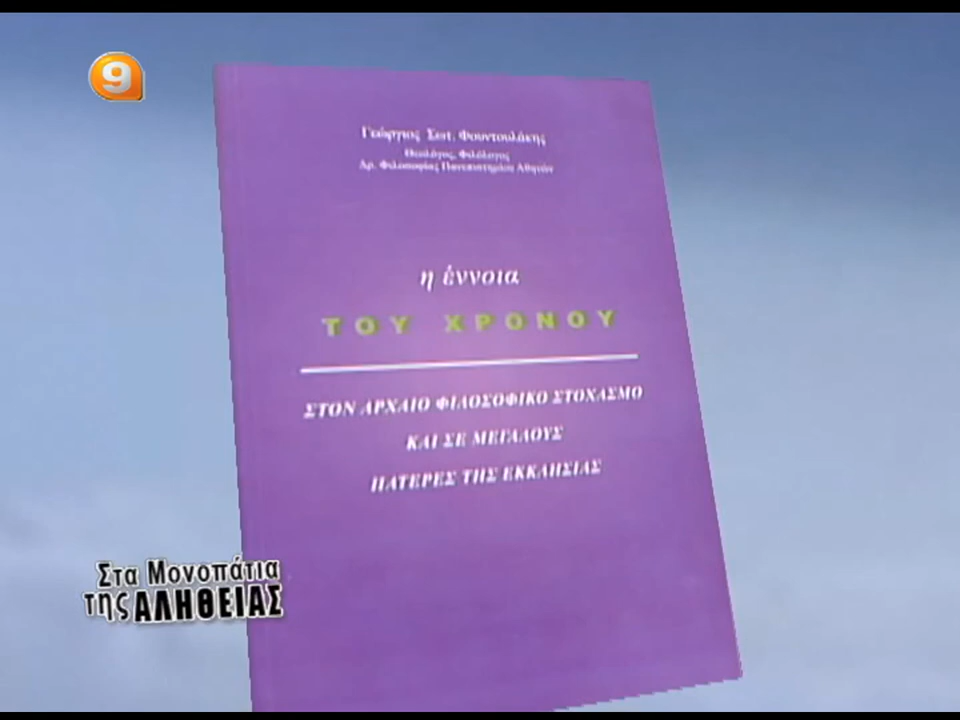 9
Γεώργιος Σωτ. Φουντουλάκης
Θεολόγος, Φιλόλογος
Δρ. Φιλοσοφίας Πανεπιστημίου Αθηνών
η έννοια
ΤΟΥ ΧΡΟΝΟΥ
ΣΤΟΝ ΑΡΧΑΙΟ ΦΙΛΟΣΟΦΙΚΟ ΣΤΟΧΑΣΜΟ
ΚΑΙ ΣΕ ΜΕΓΑΛΟΥΣ
ΠΑΤΕΡΕΣ ΤΗΣ ΕΚΚΛΗΣΙΑΣ
Στα Μονοπάτια
της ΑΛΗΘΕΙΑΣ